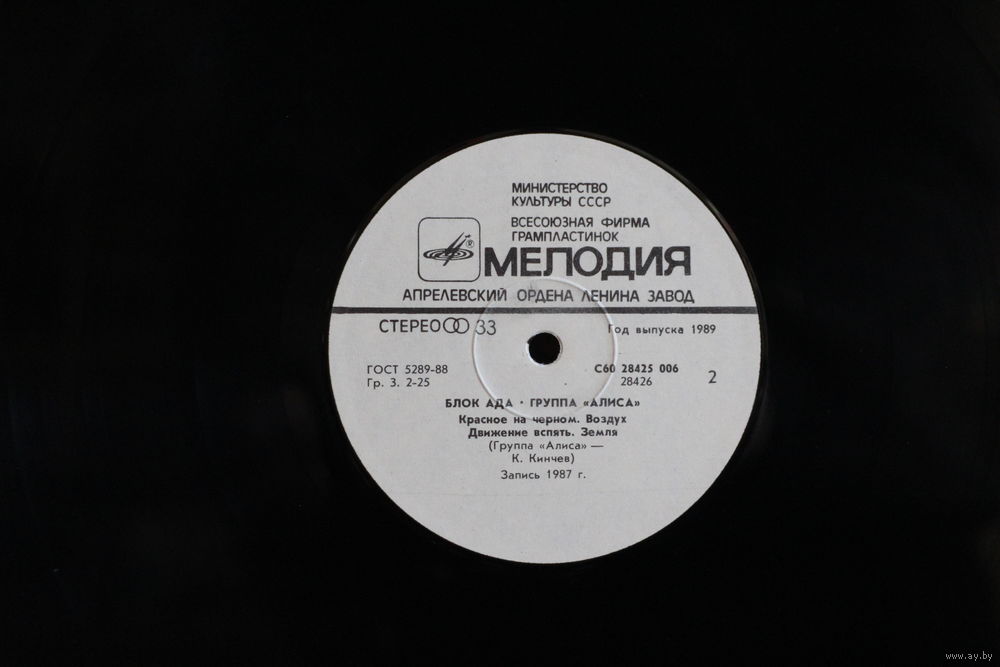 МИНИСТЕРСТВО
КУЛЬТУРЫ СССР
ВСЕСОЮЗНАЯ ФИРМА
ГРАМПЛАСТИНОК
®
МЕЛОДИЯ
АПРЕЛЕВСКИЙ ОРДЕНА ЛЕНИНА ЗАВОД
СТЕРЕО 33
Год выпуска 1989
ГОСТ 5289-88
Гр. 3. 2-25
С60 28425 006
28426
2
БЛОК АДА · ГРУППА «АЛИСА»
Красное на черном. Воздух
Движение вспять. Земля
(Группа «Алиса» —
К. Кинчев)
Запись 1987 г.
www.ay.by